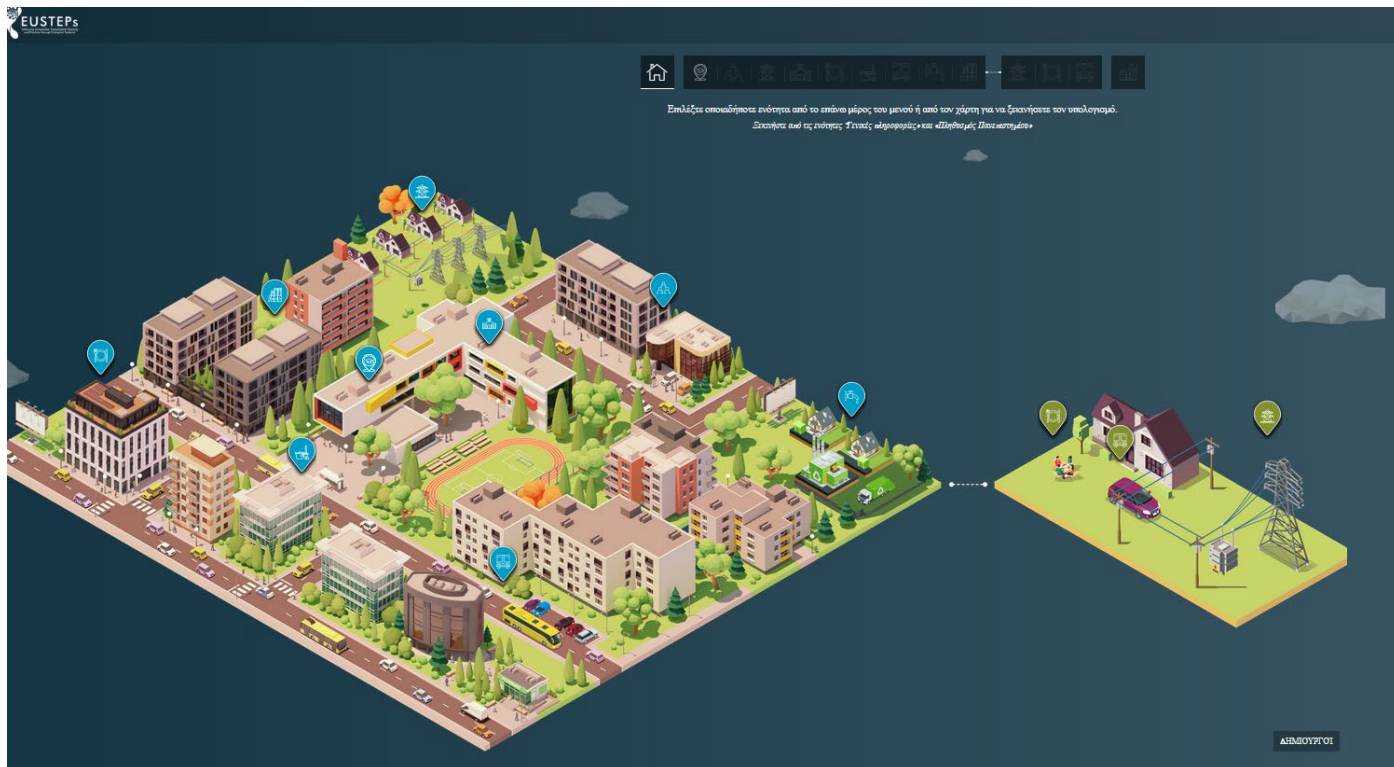 EUSTEPs
Επιλέξτε οποιαδήποτε ενότητα από το επάνω μέρος του μενού ή από τον χάρτη για να ξεκινήσετε τον υπολογισμό.
Ξεκινήστε από τις ενότητες "Γενικές πληροφορίες» και «Πληθυσμός Πανεπιστημίου»
ΔΗΜΙΟΥΡΓΟΙ